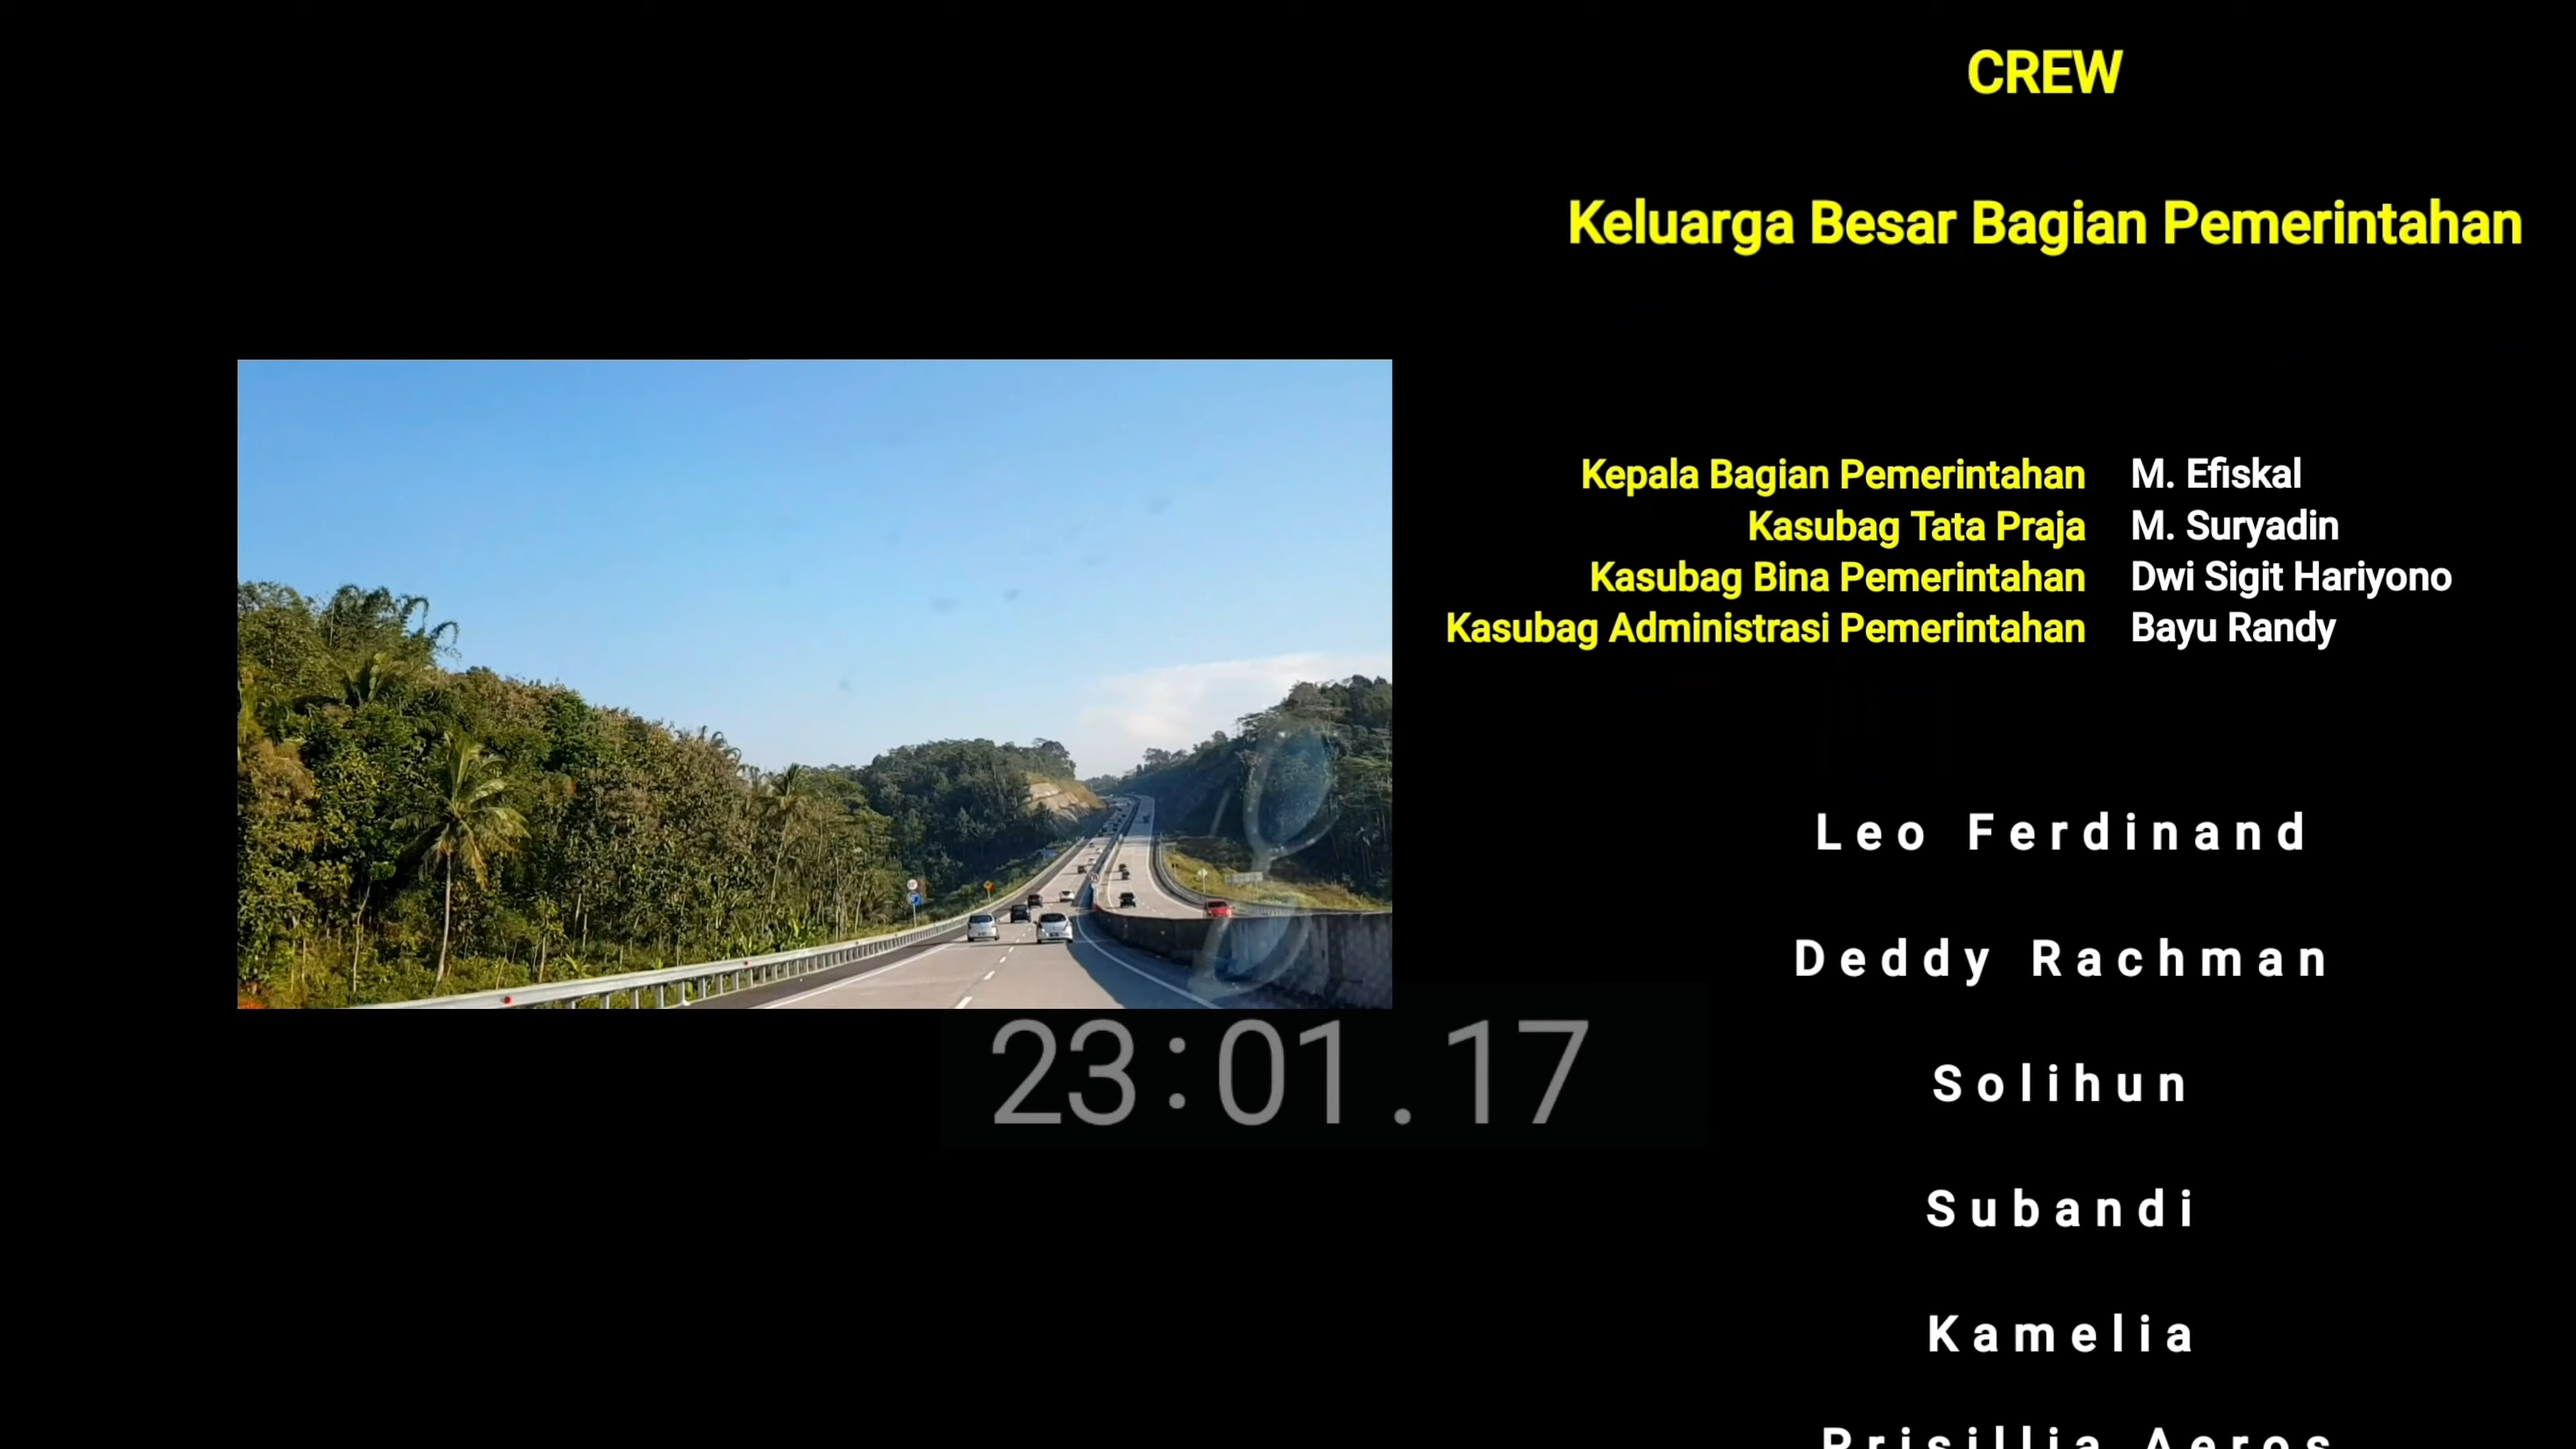 CREW
Keluarga Besar Bagian Pemerintahan
Kepala Bagian Pemerintahan M. Efiskal
Kasubag Tata Praja M. Suryadin
Kasubag Bina Pemerintahan Dwi Sigit Hariyono
Kasubag Administrasi Pemerintahan Bayu Randy
Leo Ferdinand
Deddy Rachman
Solihun
Subandi
Kamelia
23:01.17